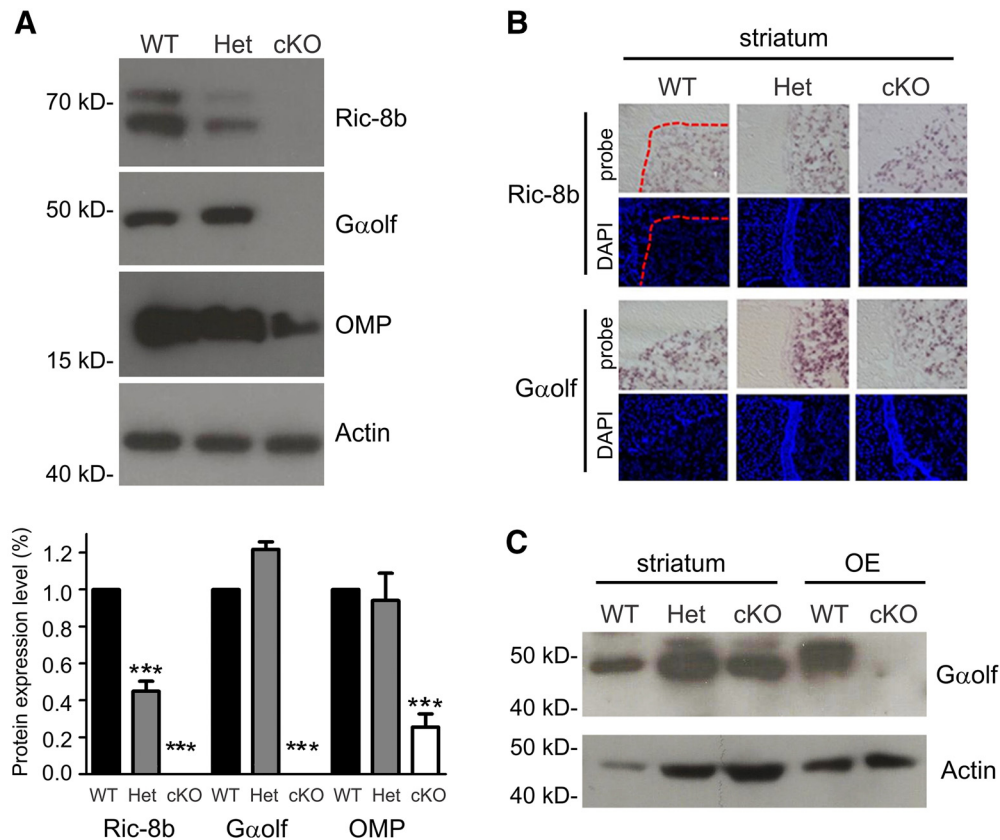 A
WT Het cKO
70 kD-
Ric-8b
50 kD-
Gαolf
OMP
15 kD-
Actin
40 kD-
Protein expression level (%)
1.2
1.0
0.8
0.6
0.4
0.2
0.0
***
***
***
***
WT Het cKO WT Het cKO WT Het cKO
Ric-8b Gαolf OMP
B
striatum
WT Het cKO
Ric-8b
probe
DAPI
Gαolf
probe
DAPI
C
striatum OE
WT Het cKO WT cKO
50 kD-
Gαolf
40 kD-
50 kD-
Actin
40 kD-